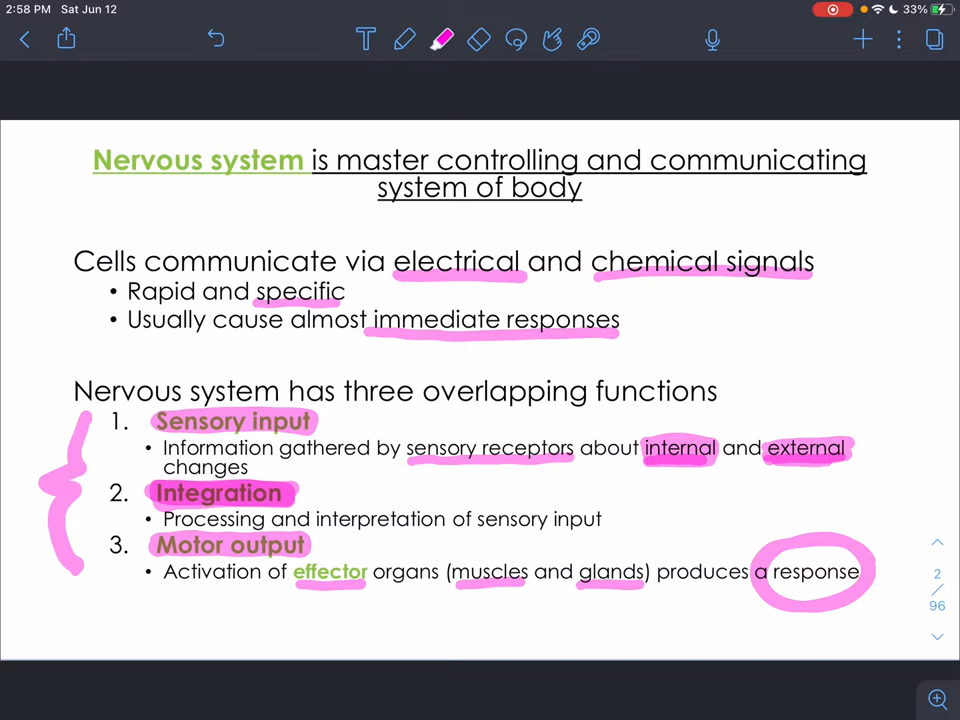 2:58 PM Sat Jun 12
33%
Nervous system is master controlling and communicating
system of body
Cells communicate via electrical and chemical signals
• Rapid and specific
• Usually cause almost immediate responses
Nervous system has three overlapping functions
1. Sensory input
• Information gathered by sensory receptors about internal and external
changes
2. Integration
• Processing and interpretation of sensory input
3. Motor output
• Activation of effector organs (muscles and glands) produces a response
2
/
96